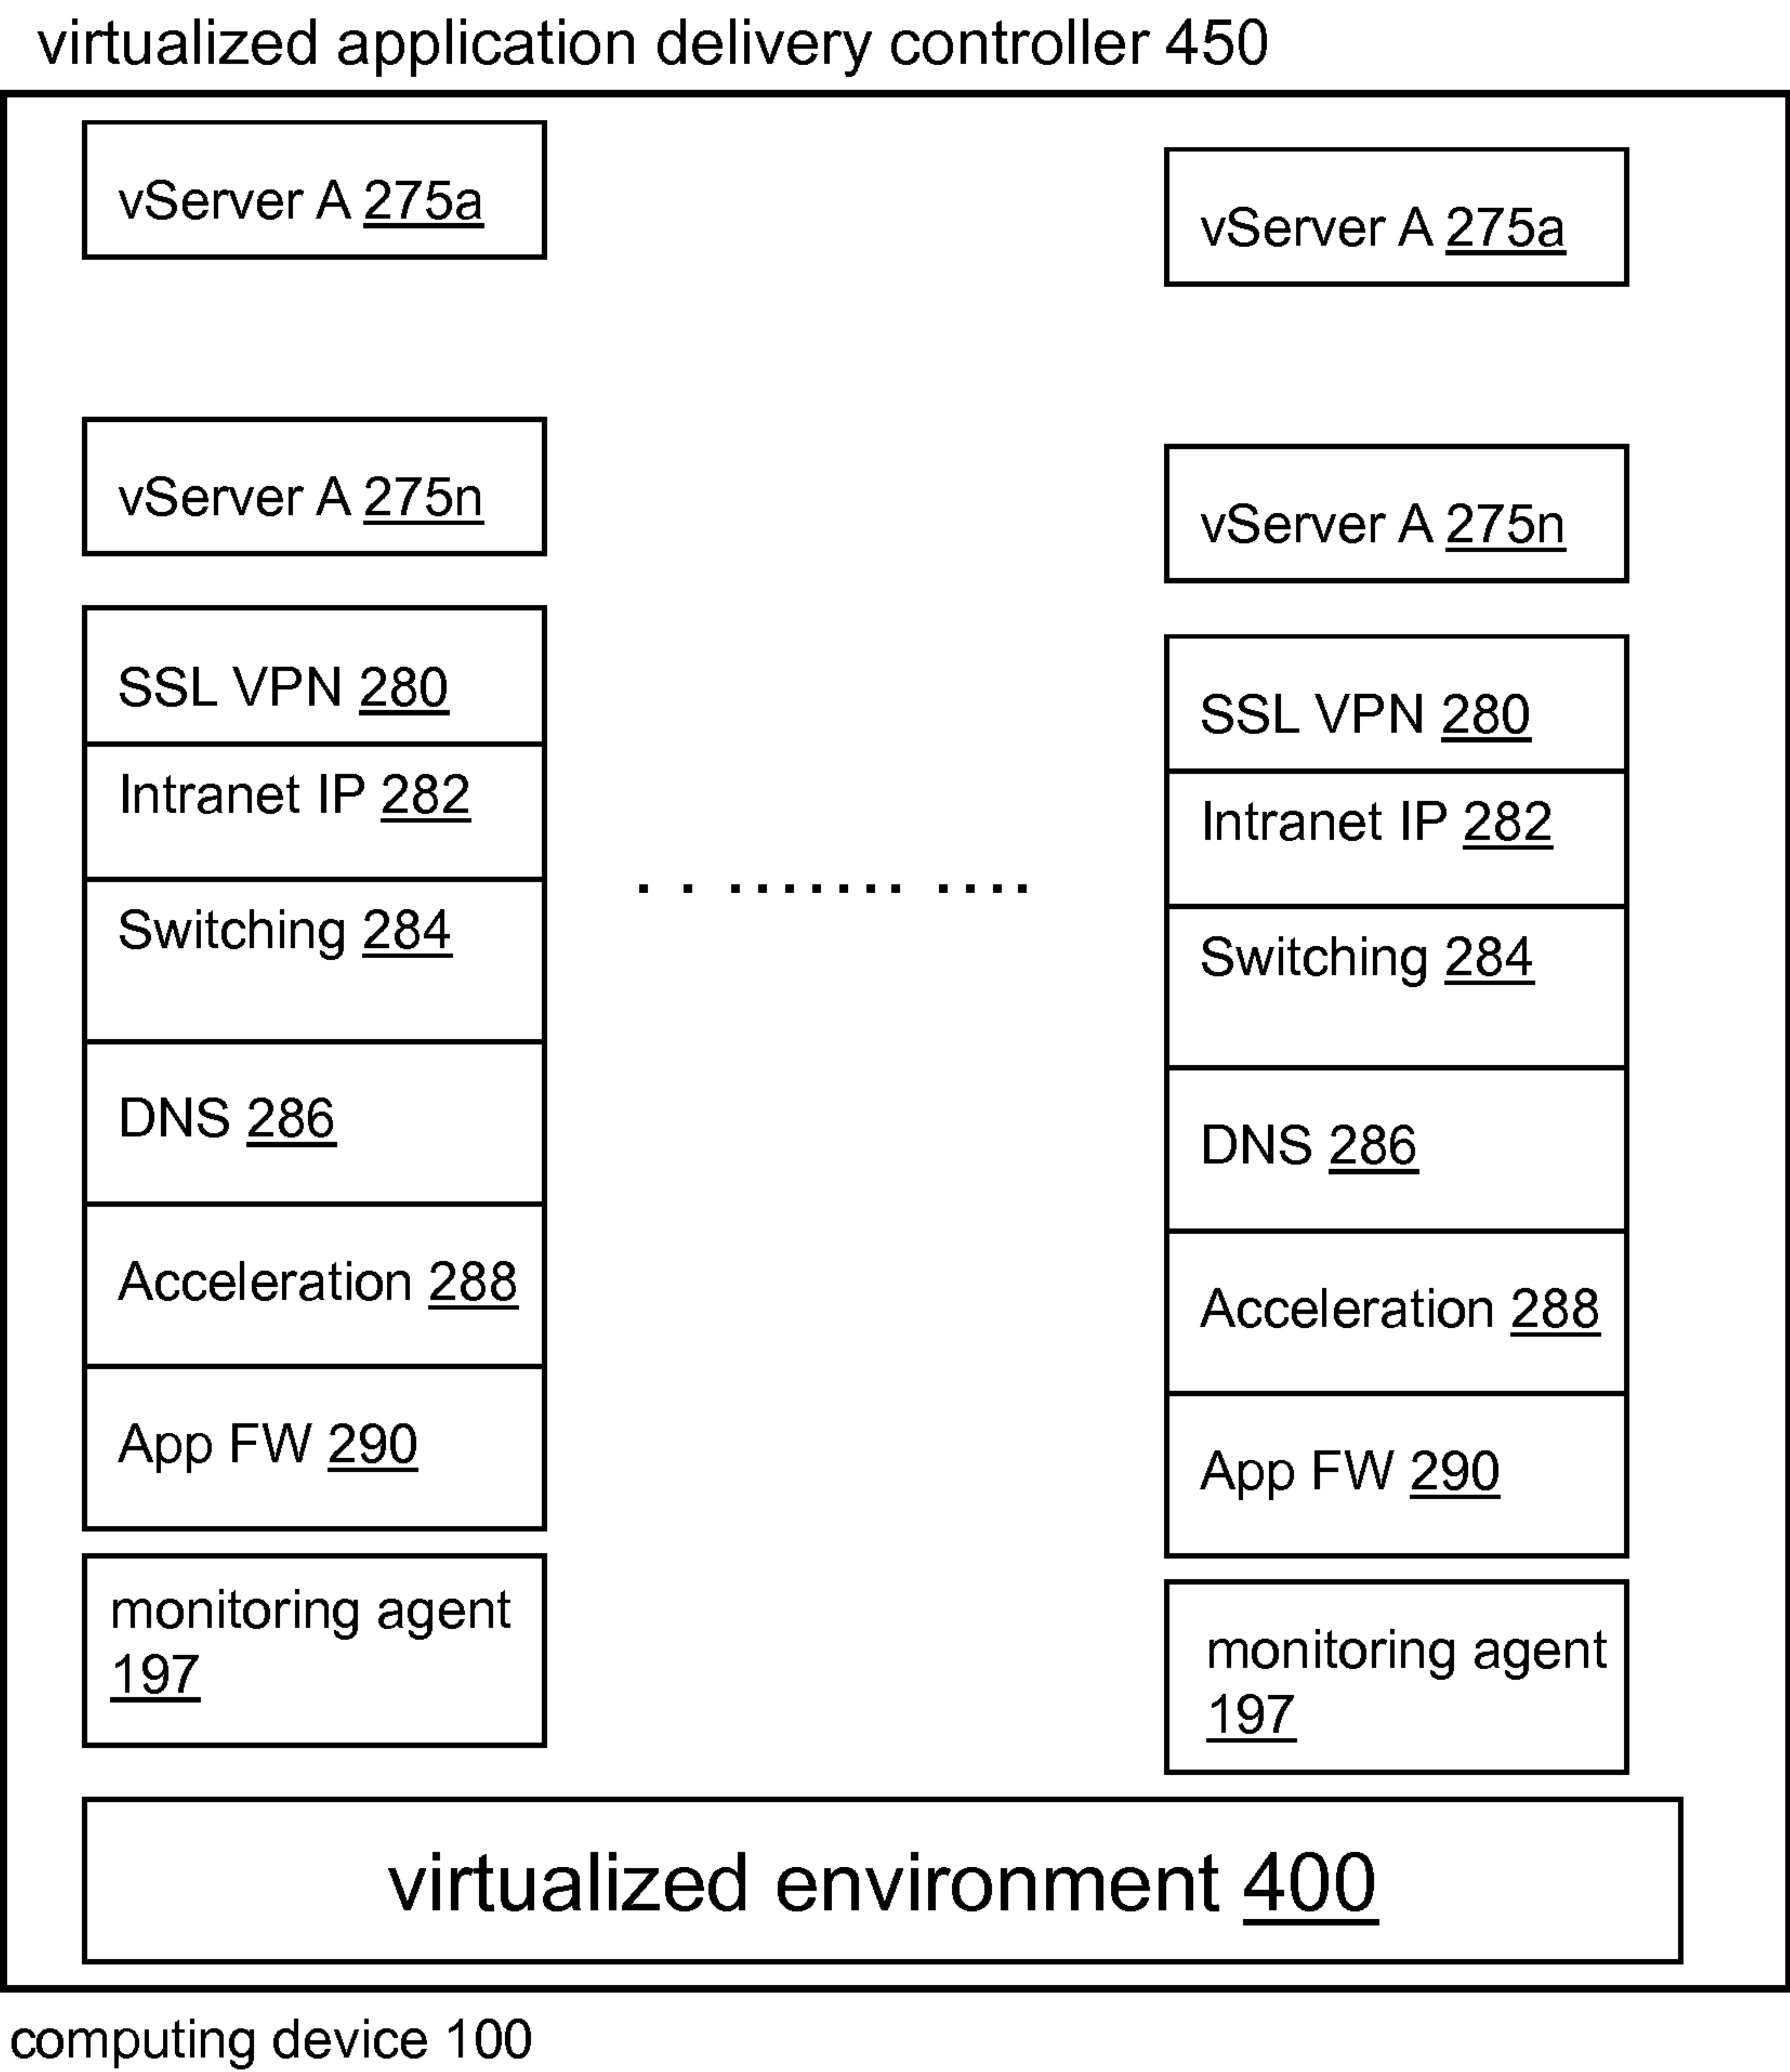 virtualized application delivery controller 450
vServer A 275a
vServer A 275n
SSL VPN 280
Intranet IP 282
Switching 284
DNS 286
Acceleration 288
App FW 290
monitoring agent
197
. . ....... ....
vServer A 275a
vServer A 275n
SSL VPN 280
Intranet IP 282
Switching 284
DNS 286
Acceleration 288
App FW 290
monitoring agent
197
virtualized environment 400
computing device 100